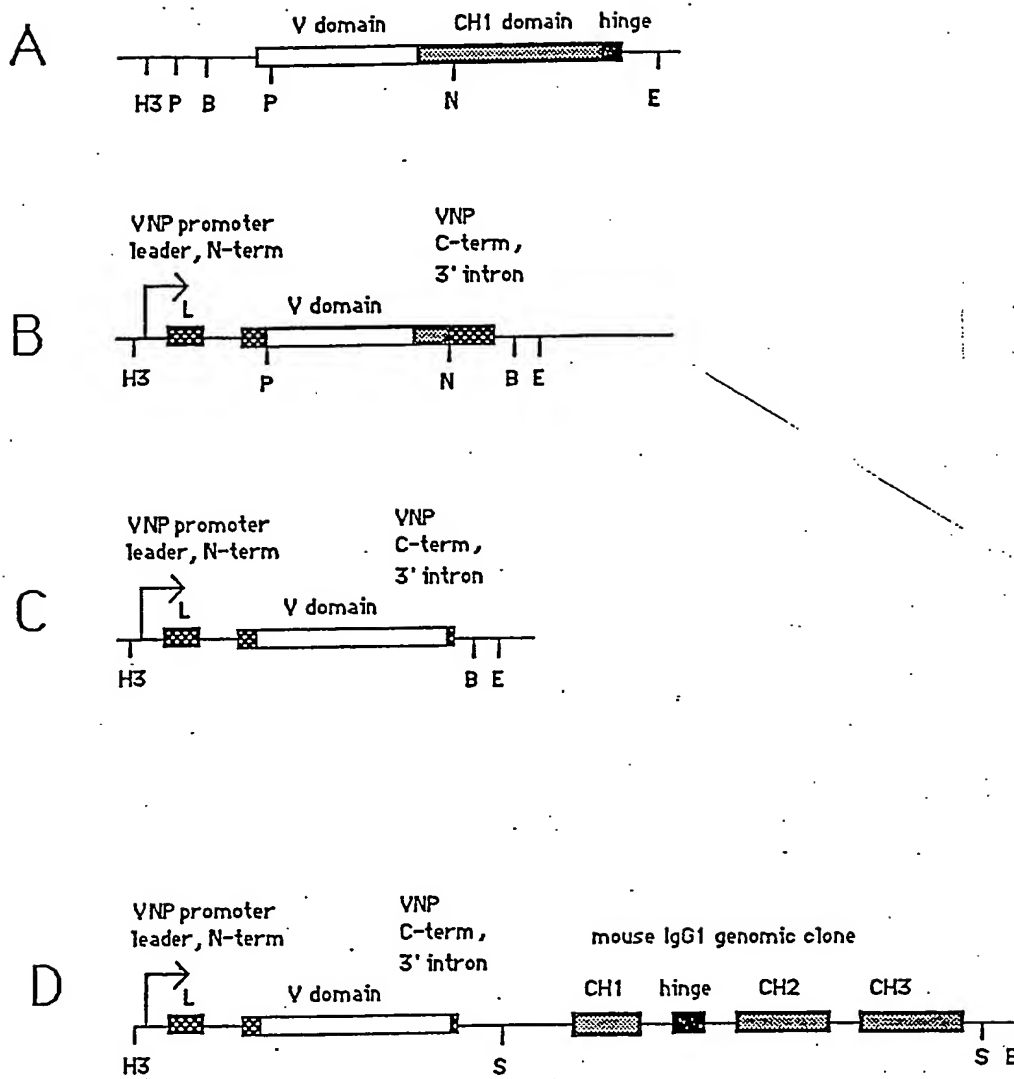 A
V domain CH1 domain hinge
H3 P B P N E
VNP promoter
leader, N-term
VNP
C-term,
3' intron
L
V domain
B
H3 P N B E
VNP promoter
leader, N-term
VNP
C-term,
3' intron
L
V domain
C
H3 B E
VNP promoter
leader, N-term
VNP
C-term,
3' intron
mouse IgG1 genomic clone
L
V domain
CH1 hinge CH2 CH3
D
H3 S S